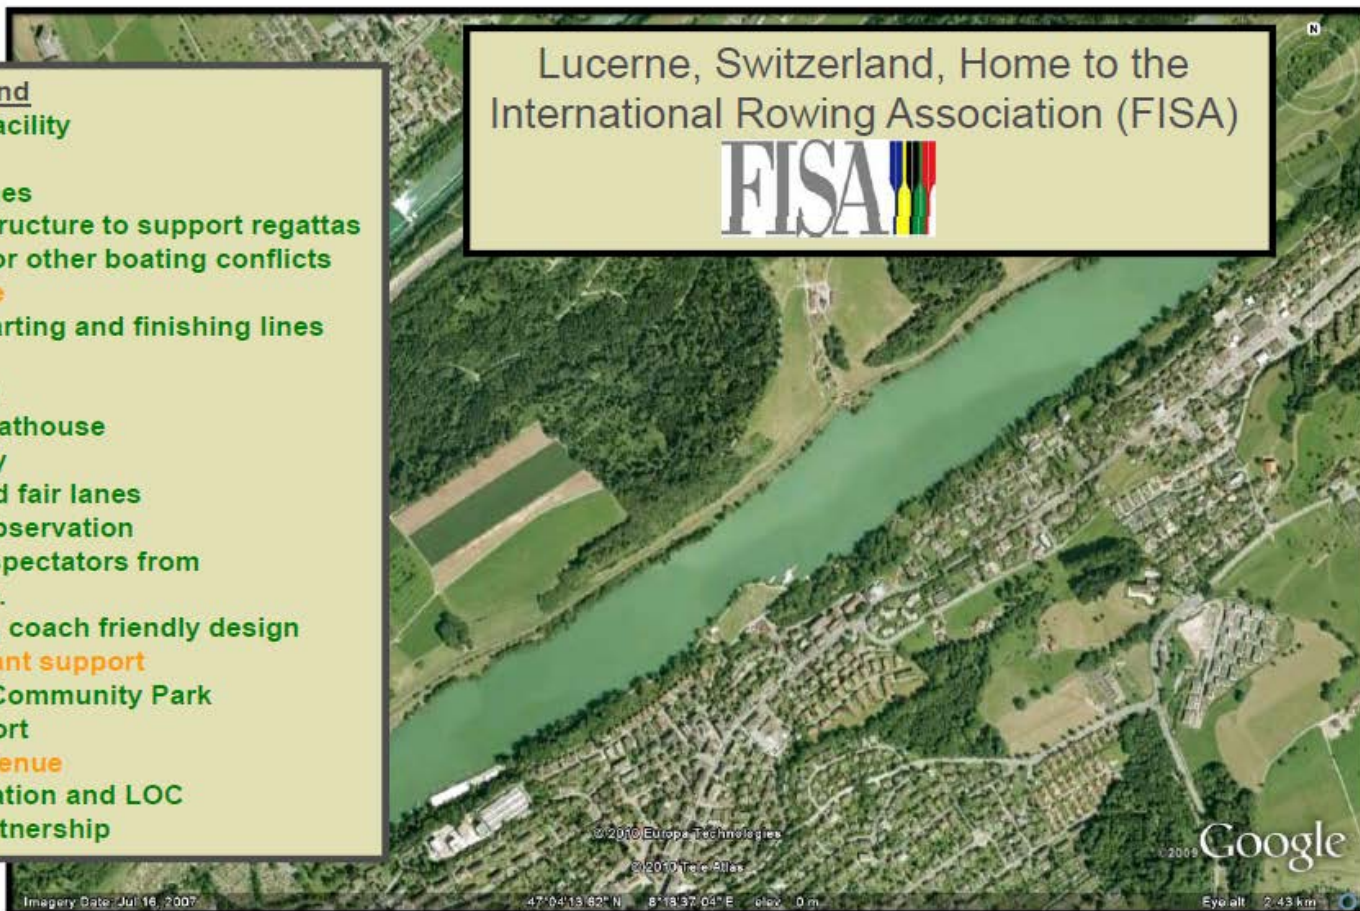 Lucerne, Switzerland, Home to the
International Rowing Association (FISA)
FISA
N
nd
acility
es
ructure to support regattas
or other boating conflicts
e
arting and finishing lines
athouse
y
d fair lanes
bservation
spectators from
.
coach friendly design
ant support
Community Park
ort
enue
ation and LOC
tnership
© 2010 Europa Technologies
© 2010 Tele Atlas
© 2009 Google
Imagery Date: Jul 16, 2007
47°04'13.62" N 8°18'37.04" E elev 0 m
Eye alt 2.43 km